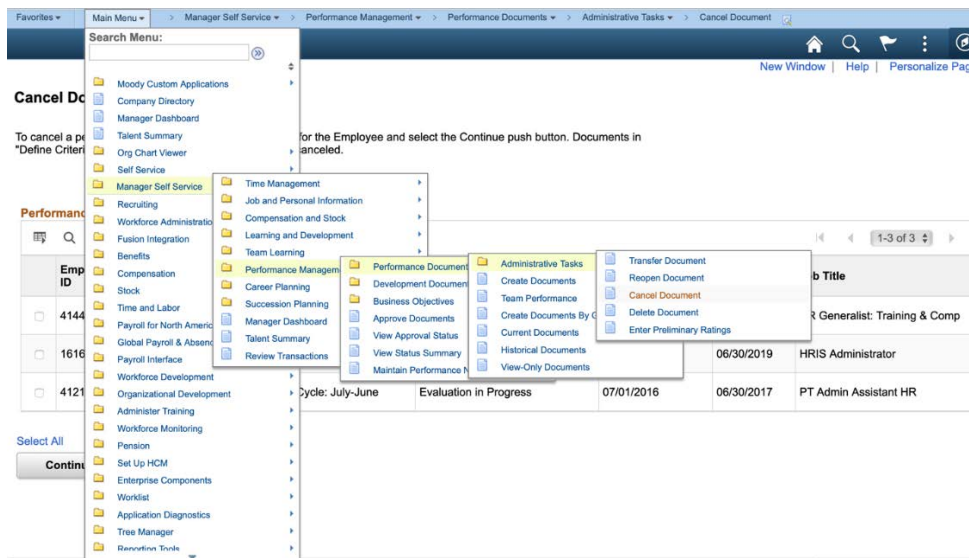 Favorites Main Menu > Manager Self Service > Performance Management > Performance Documents > Administrative Tasks > Cancel Document
Search Menu:
New Window | Help | Personalize Pag
Cancel Do
To cancel a pe for the Employee and select the Continue push button. Documents in
"Define Criteri anceled.
Moody Custom Applications
Company Directory
Manager Dashboard
Talent Summary
Org Chart Viewer
Self Service
Manager Self Service
Recruiting
Workforce Administratio
Fusion Integration
Benefits
Compensation
Stock
Time and Labor
Payroll for North Americ
Global Payroll & Absenc
Payroll Interface
Workforce Development
Organizational Development
Administer Training
Workforce Monitoring
Pension
Set Up HCM
Enterprise Components
Worklist
Application Diagnostics
Tree Manager
Reporting Tools
Time Management
Job and Personal Information
Compensation and Stock
Learning and Development
Team Learning
Performance Managem
Career Planning
Succession Planning
Manager Dashboard
Talent Summary
Review Transactions
Performance Document
Development Documen
Business Objectives
Approve Documents
View Approval Status
View Status Summary
Maintain Performance N
Administrative Tasks
Create Documents
Team Performance
Create Documents By G
Current Documents
Historical Documents
View-Only Documents
Transfer Document
Reopen Document
Cancel Document
Delete Document
Enter Preliminary Ratings
Performanc
1-3 of 3
Emp
ID
b Title
4144 R Generalist: Training & Comp
1616 06/30/2019 HRIS Administrator
4121 Cycle: July-June Evaluation in Progress 07/01/2016 06/30/2017 PT Admin Assistant HR
Select All
Continu